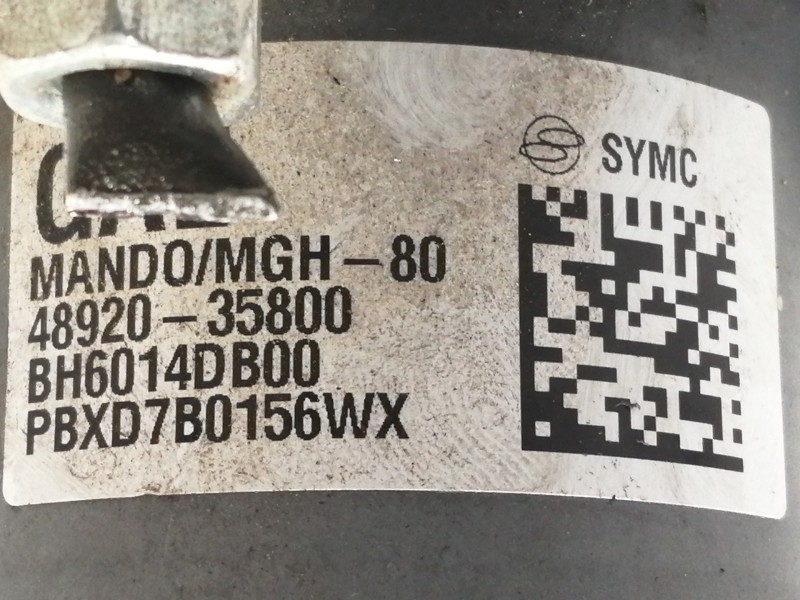 SYMC
MANDO/MGH-80
48920-35800
BH6014DB00
PBXD7B0156WX